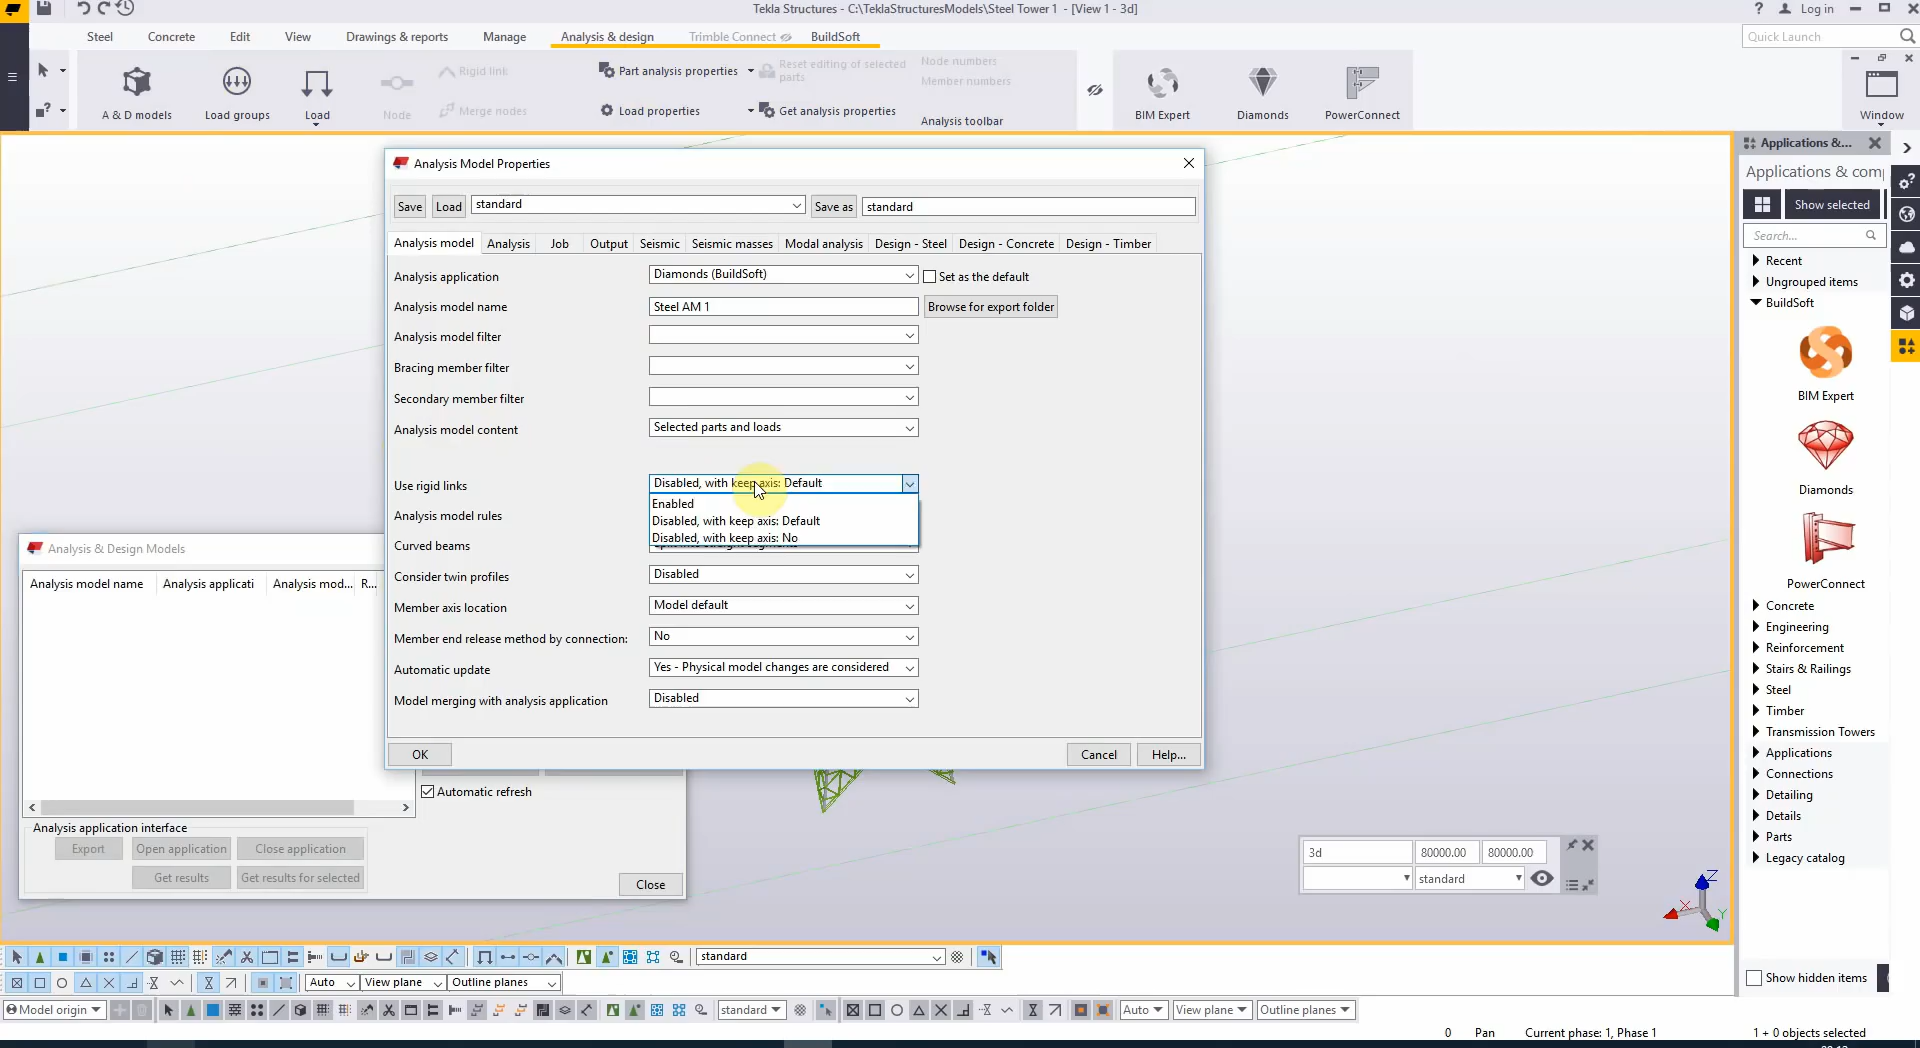 Tekla Structures - C:\TeklaStructuresModels\Steel Tower 1 - [View 1 - 3d]
? Log in
Steel Concrete Edit View Drawings & reports Manage Analysis & design Trimble Connect BuildSoft
Quick Launch
Rigid link
Part analysis properties
Reset editing of selected parts
Node numbers
Member numbers
A & D models
Load groups
Load
Node
Merge nodes
Load properties
Get analysis properties
Analysis toolbar
BIM Expert
Diamonds
PowerConnect
Window
Analysis Model Properties
Save Load standard Save as standard
Analysis model Analysis Job Output Seismic Seismic masses Modal analysis Design - Steel Design - Concrete Design - Timber
Analysis application Diamonds (BuildSoft) Set as the default
Analysis model name Steel AM 1 Browse for export folder
Analysis model filter
Bracing member filter
Secondary member filter
Analysis model content Selected parts and loads
Use rigid links Disabled, with keep axis: Default
Enabled
Disabled, with keep axis: Default
Disabled, with keep axis: No
Analysis model rules
Curved beams
Consider twin profiles Disabled
Member axis location Model default
Member end release method by connection: No
Automatic update Yes - Physical model changes are considered
Model merging with analysis application Disabled
OK Cancel Help...
Analysis & Design Models
Analysis model name Analysis applicati Analysis mod... R...
Automatic refresh
Analysis application interface
Export Open application Close application
Get results Get results for selected
Close
Applications &...
Applications & com
Show selected
Search...
Recent
Ungrouped items
BuildSoft
BIM Expert
Diamonds
PowerConnect
Concrete
Engineering
Reinforcement
Stairs & Railings
Steel
Timber
Transmission Towers
Applications
Connections
Detailing
Details
Parts
Legacy catalog
Show hidden items
3d 80000.00 80000.00
standard
Z
X
Y
standard
Auto View plane Outline planes
Model origin standard Auto View plane Outline planes
0 Pan Current phase: 1, Phase 1 1 + 0 objects selected